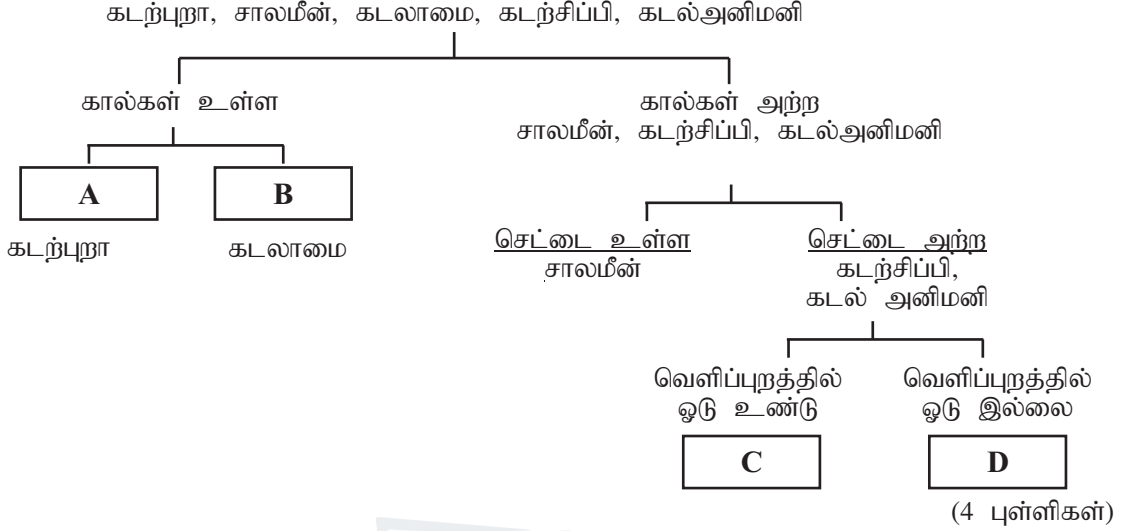 கடற்புறா, சாலமீன், கடலாமை, கடற்சிப்பி, கடல்அனிமனி
கால்கள் உள்ள
கால்கள் அற்ற
சாலமீன், கடற்சிப்பி, கடல்அனிமனி
A
B
கடற்புறா
கடலாமை
செட்டை உள்ள
சாலமீன்
செட்டை அற்ற
கடற்சிப்பி,
கடல் அனிமனி
வெளிப்புறத்தில்
ஓடு உண்டு
வெளிப்புறத்தில்
ஓடு இல்லை
C
D
(4 புள்ளிகள்)